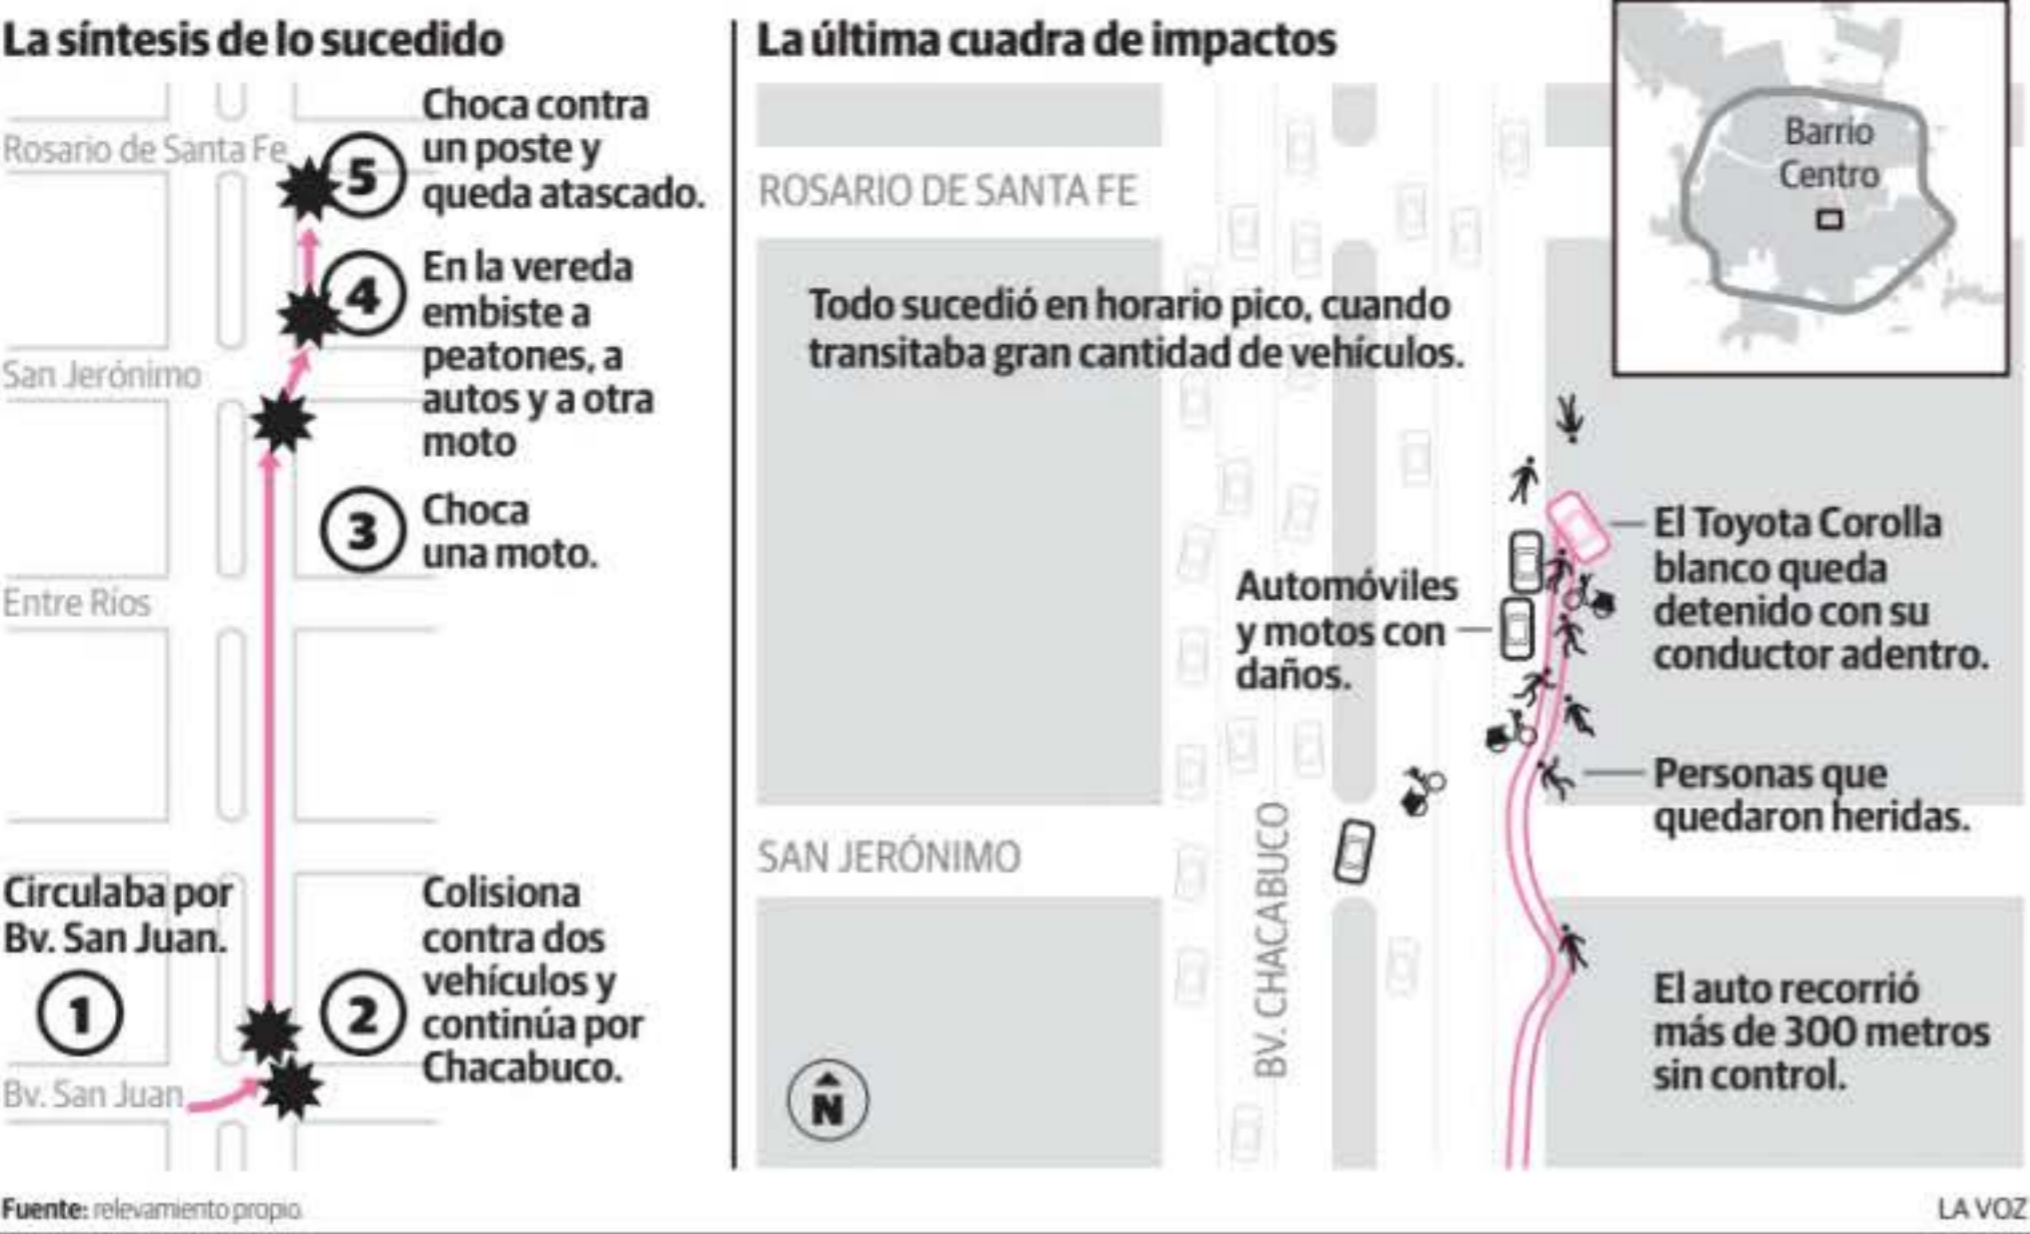 La síntesis de lo sucedido
Rosario de Santa Fe
5
Choca contra
un poste y
queda atascado.
4
En la vereda
embiste a
peatones, a
autos y a otra
moto
San Jerónimo
3
Choca
una moto.
Entre Ríos
Circulaba por
Bv. San Juan.
1
2
Colisiona
contra dos
vehículos y
continúa por
Chacabuco.
Bv. San Juan
La última cuadra de impactos
Barrio
Centro
ROSARIO DE SANTA FE
Todo sucedió en horario pico, cuando
transitaba gran cantidad de vehículos.
El Toyota Corolla
blanco queda
detenido con su
conductor adentro.
Automóviles
y motos con
daños.
Personas que
quedaron heridas.
SAN JERÓNIMO
BV. CHACABUCO
El auto recorrió
más de 300 metros
sin control.
N
Fuente: relevamiento propio.
LA VOZ